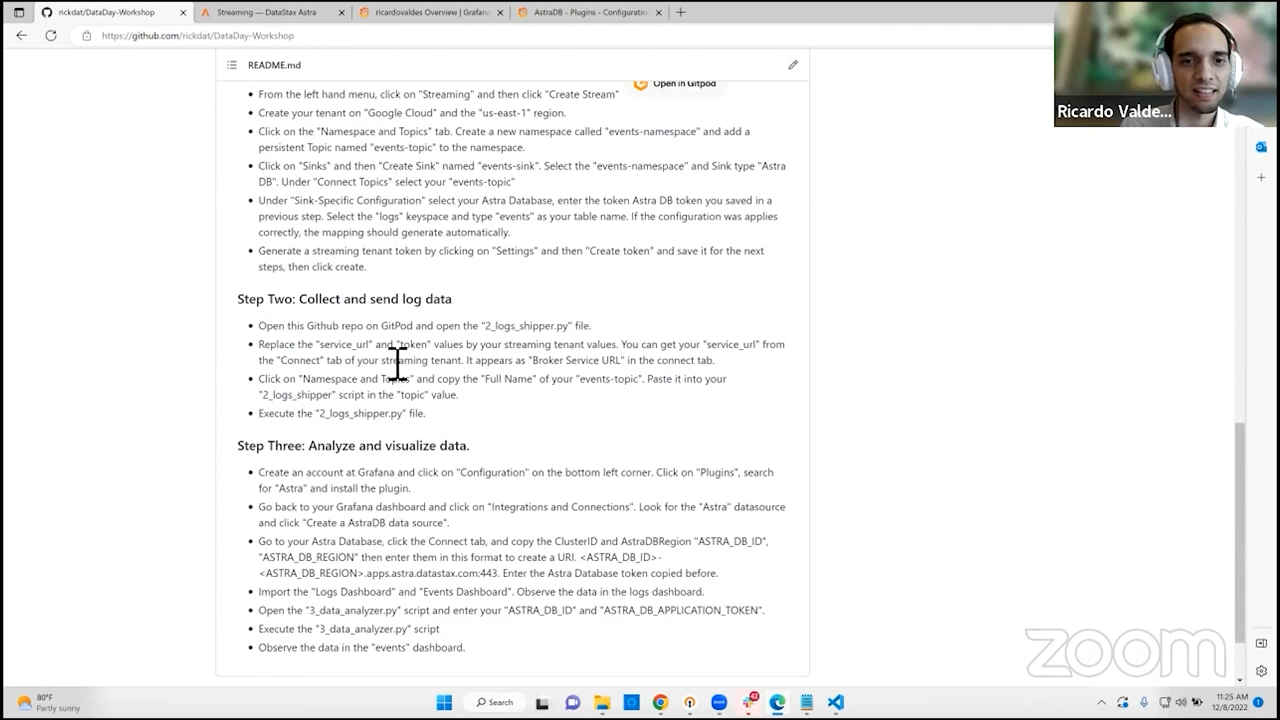 rickdat/DataDay-Workshop
Streaming — DataStax Astra
ricardovaldes Overview | Grafan
AstraDB - Plugins - Configuratio
https://github.com/rickdat/DataDay-Workshop
Ricardo Valde...
README.md
Open in Gitpod
From the left hand menu, click on "Streaming" and then click "Create Stream"
Create your tenant on "Google Cloud" and the "us-east-1" region.
Click on the "Namespace and Topics" tab. Create a new namespace called "events-namespace" and add a
persistent Topic named "events-topic" to the namespace.
Click on "Sinks" and then "Create Sink" named "events-sink". Select the "events-namespace" and Sink type "Astra
DB". Under "Connect Topics" select your "events-topic"
Under "Sink-Specific Configuration" select your Astra Database, enter the token Astra DB token you saved in a
previous step. Select the "logs" keyspace and type "events" as your table name. If the configuration was applies
correctly, the mapping should generate automatically.
Generate a streaming tenant token by clicking on "Settings" and then "Create token" and save it for the next
steps, then click create.
Step Two: Collect and send log data
Open this Github repo on GitPod and open the "2_logs_shipper.py" file.
Replace the "service_url" and "token" values by your streaming tenant values. You can get your "service_url" from
the "Connect" tab of your streaming tenant. It appears as "Broker Service URL" in the connect tab.
Click on "Namespace and Topics" and copy the "Full Name" of your "events-topic". Paste it into your
"2_logs_shipper" script in the "topic" value.
Execute the "2_logs_shipper.py" file.
Step Three: Analyze and visualize data.
Create an account at Grafana and click on "Configuration" on the bottom left corner. Click on "Plugins", search
for "Astra" and install the plugin.
Go back to your Grafana dashboard and click on "Integrations and Connections". Look for the "Astra" datasource
and click "Create a AstraDB data source".
Go to your Astra Database, click the Connect tab, and copy the ClusterID and AstraDBRegion "ASTRA_DB_ID",
"ASTRA_DB_REGION" then enter them in this format to create a URI. <ASTRA_DB_ID>-
<ASTRA_DB_REGION>.apps.astra.datastax.com:443. Enter the Astra Database token copied before.
Import the "Logs Dashboard" and "Events Dashboard". Observe the data in the logs dashboard.
Open the "3_data_analyzer.py" script and enter your "ASTRA_DB_ID" and "ASTRA_DB_APPLICATION_TOKEN".
Execute the "3_data_analyzer.py" script
Observe the data in the "events" dashboard.
zoom
80°F
Partly sunny
Search
11:25 AM
12/8/2022